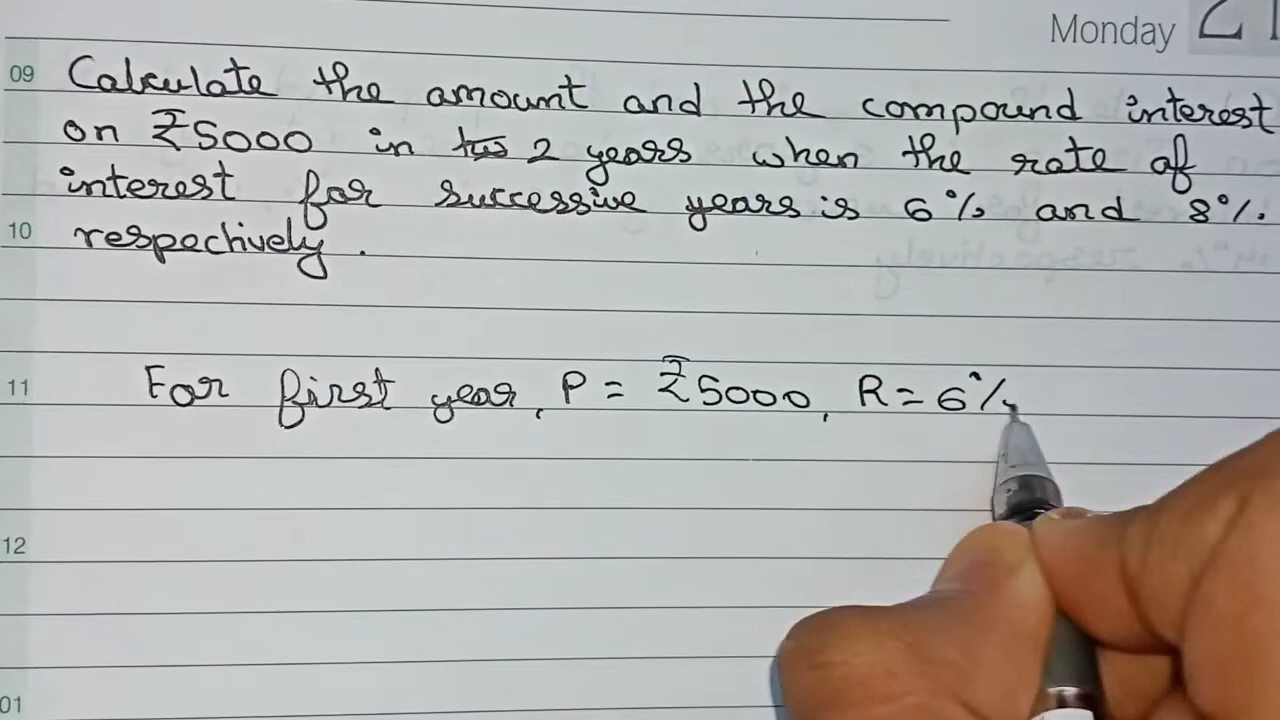 Monday 21
09 Calculate the amount and the compound interest
on ₹5000 in 2 years when the rate of
interest for successive years is 6% and 8%
10 respectively.
11 For first year, P = ₹5000, R = 6%
12
01